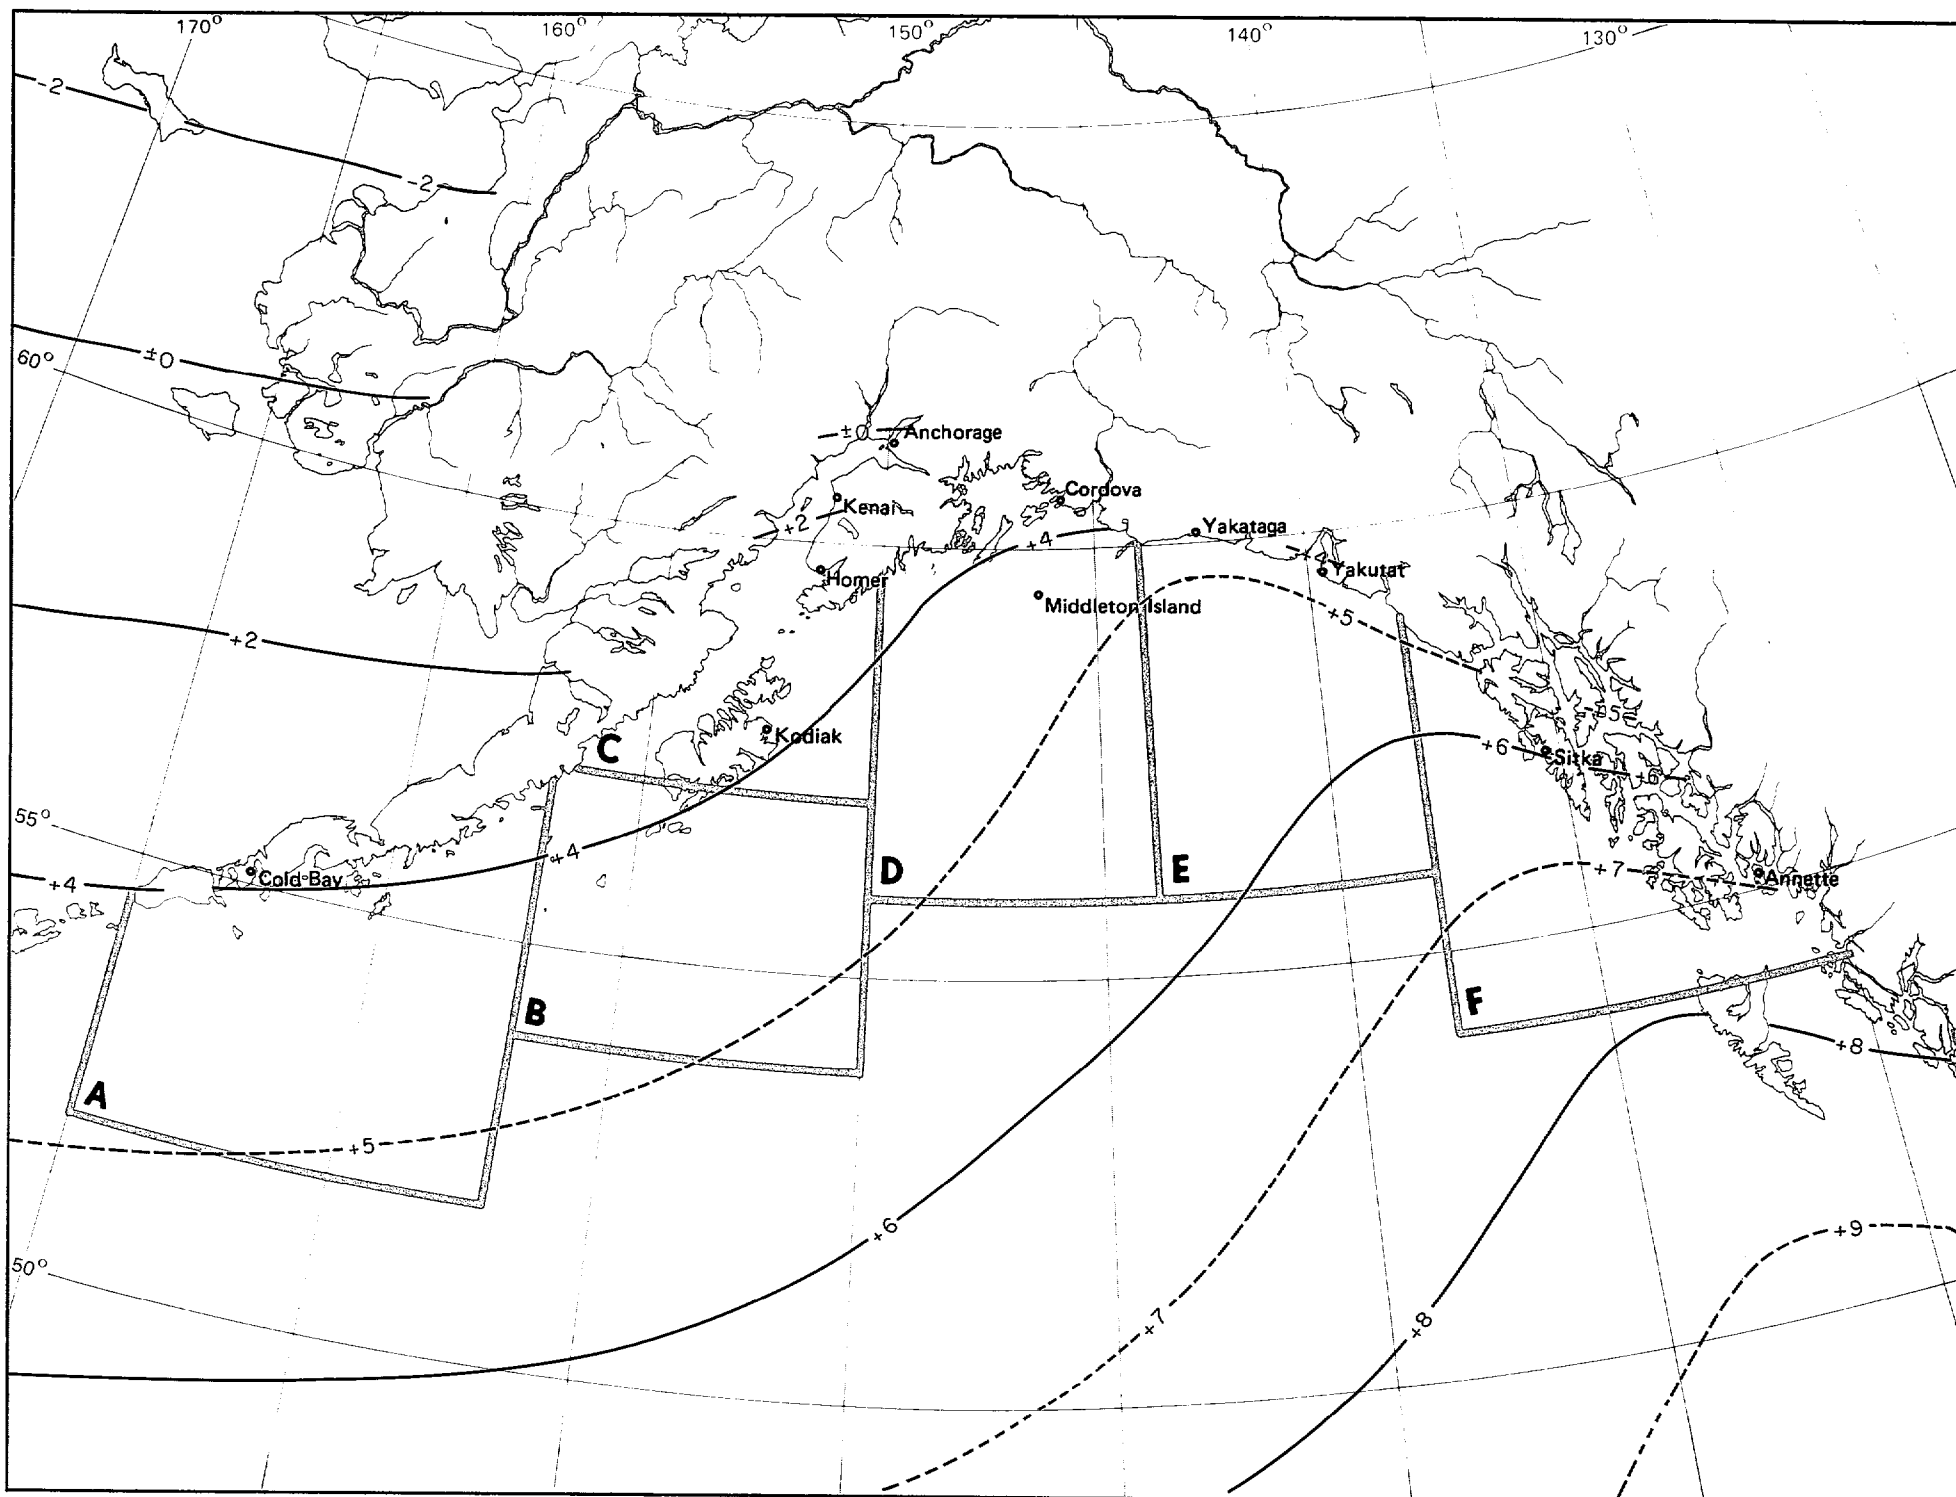 170°
160°
150°
140°
130°
-2
-2
±0
60°
±0
Anchorage
Kenai
+2
Cordova
+4
Yakataga
+4
Yakutat
Homer
Middleton Island
+5
+2
+5
Kodiak
C
+6
Sitka
+6
55°
+4
+4
Cold Bay
D
E
+7
Annette
B
F
+8
A
+5
+6
+9
50°
+7
+8